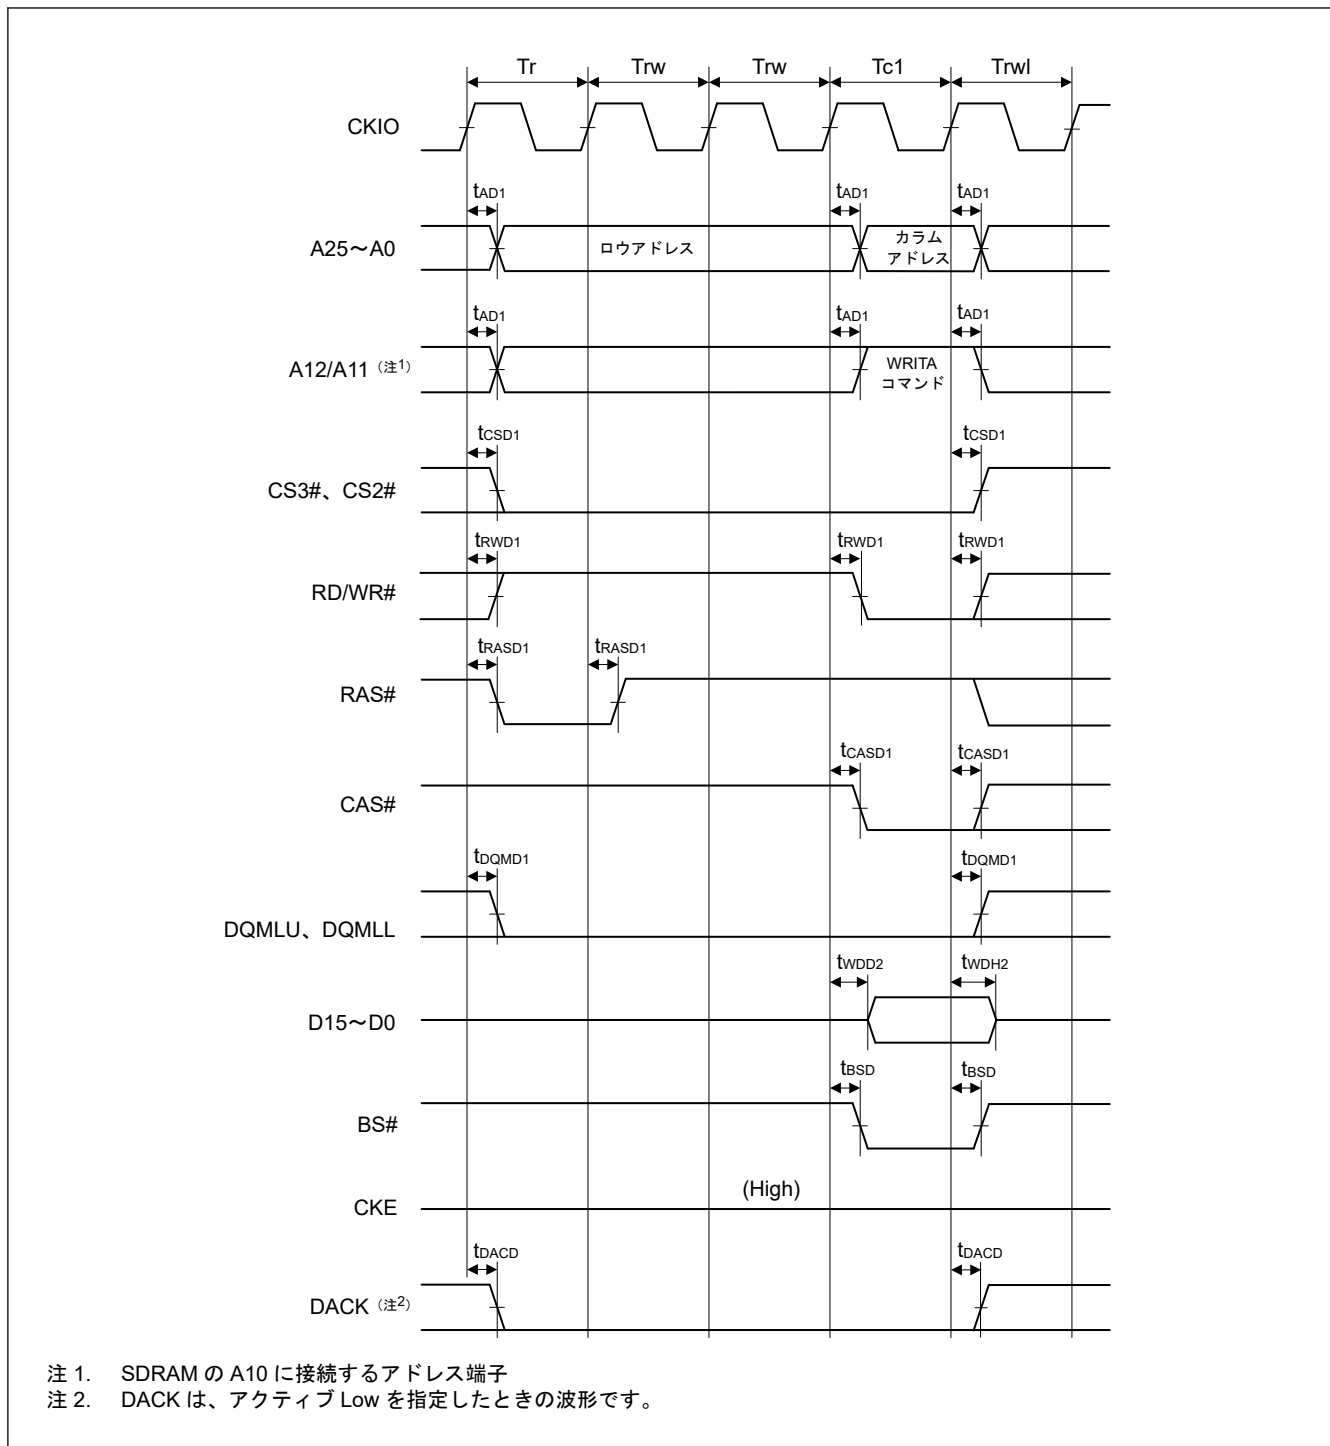 Tr Trw Trw Tc1 Trwl
CKIO
tAD1 tAD1 tAD1
A25～A0 ロウアドレス カラム
アドレス
tAD1 tAD1 tAD1
A12/A11（注1） WRITA
コマンド
tCSD1 tCSD1
CS3#、CS2#
tRWD1 tRWD1 tRWD1
RD/WR#
tRASD1 tRASD1
RAS#
tCASD1 tCASD1
CAS#
tDQMD1 tDQMD1
DQMLU、DQMLL
tWDD2 tWDH2
D15～D0
tBSD tBSD
BS#
(High)
CKE
tDACD tDACD
DACK（注2）
注 1. SDRAM の A10 に接続するアドレス端子
注 2. DACK は、アクティブ Low を指定したときの波形です。